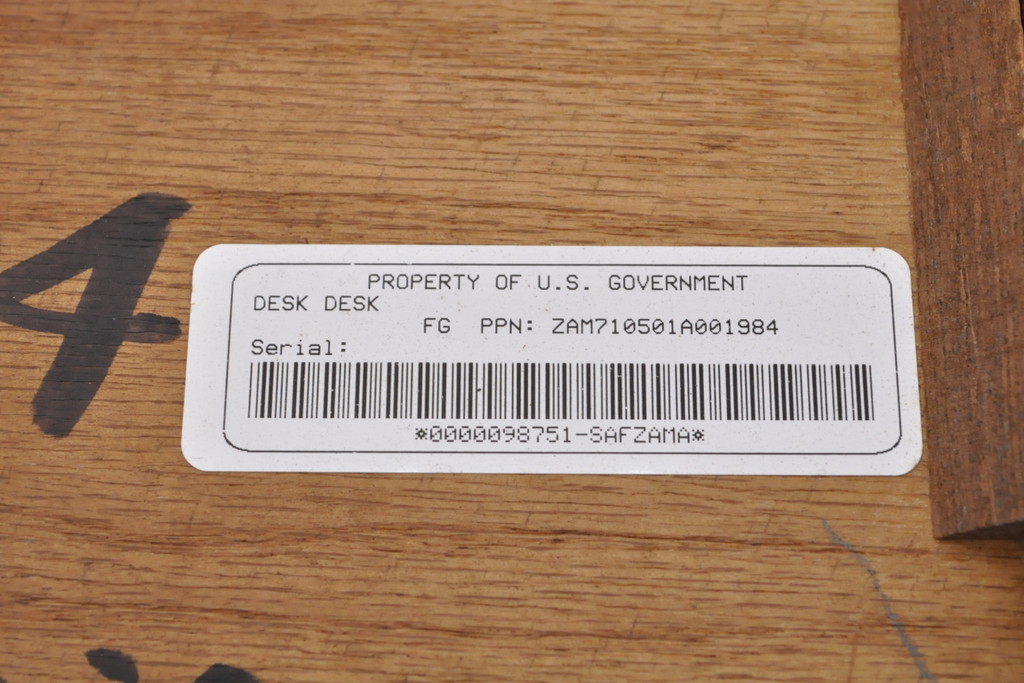 4
PROPERTY OF U.S. GOVERNMENT
DESK DESK
FG PPN: ZAM710501A001984
Serial:
*0000098751-SAFZAMA*